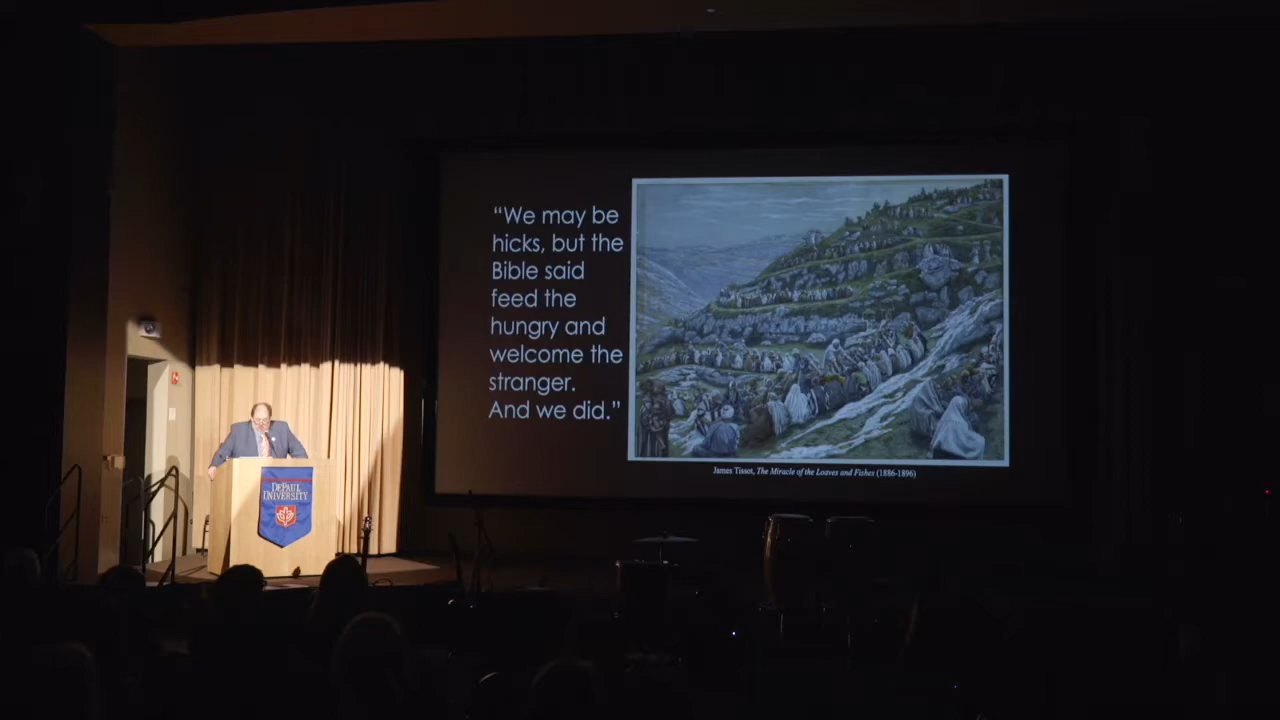 “We may be
hicks, but the
Bible said
feed the
hungry and
welcome the
stranger.
And we did.”
James Tissot, The Miracle of the Loaves and Fishes (1886-1896)
DEPAUL
UNIVERSITY